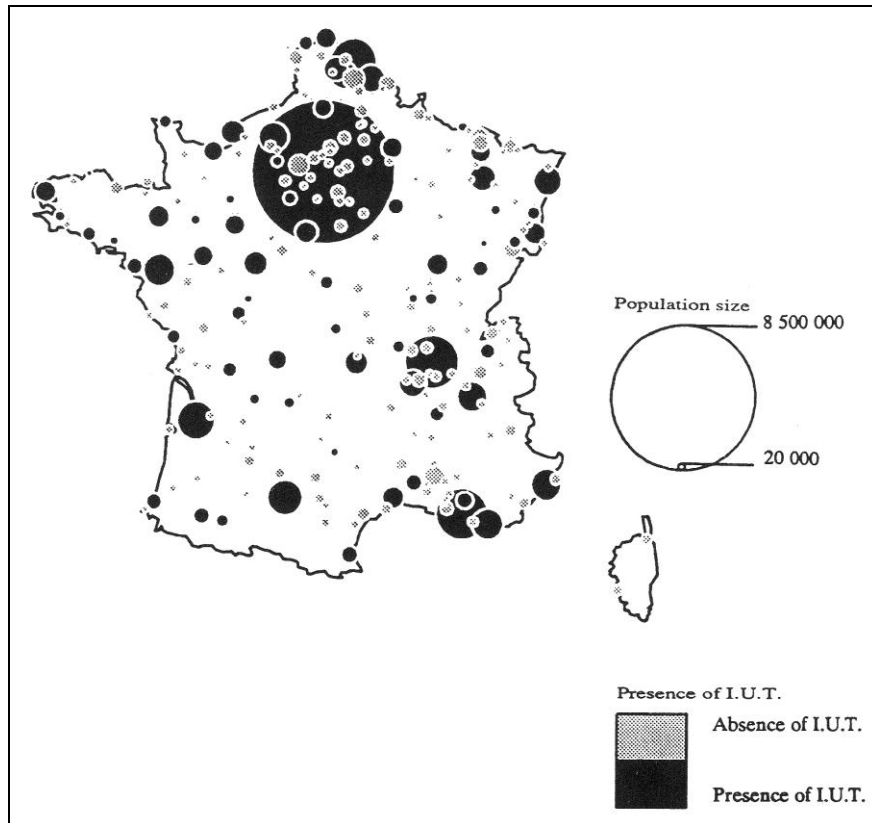 Population size
8 500 000
20 000
Presence of I.U.T.
Absence of I.U.T.
Presence of I.U.T.